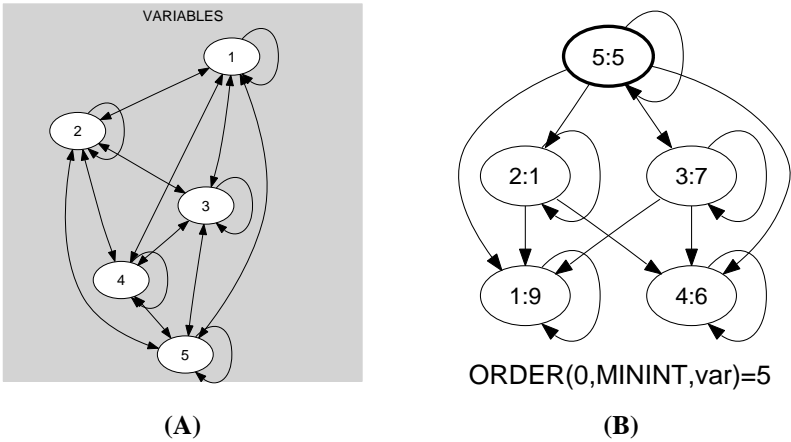 VARIABLES
1
2
3
4
5
(A)
5:5
2:1 3:7
1:9 4:6
ORDER(0,MININT,var)=5
(B)